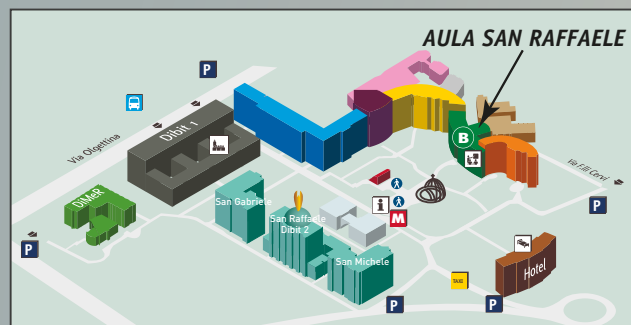 AULA SAN RAFFAELE
P
Via Olgettina
Dibit 1
B
Via F.lli Cervi
DiMeR
San Gabriele
i
San Raffaele
Dibit 2
M
P
P
San Michele
Hotel
TAXI
P
P